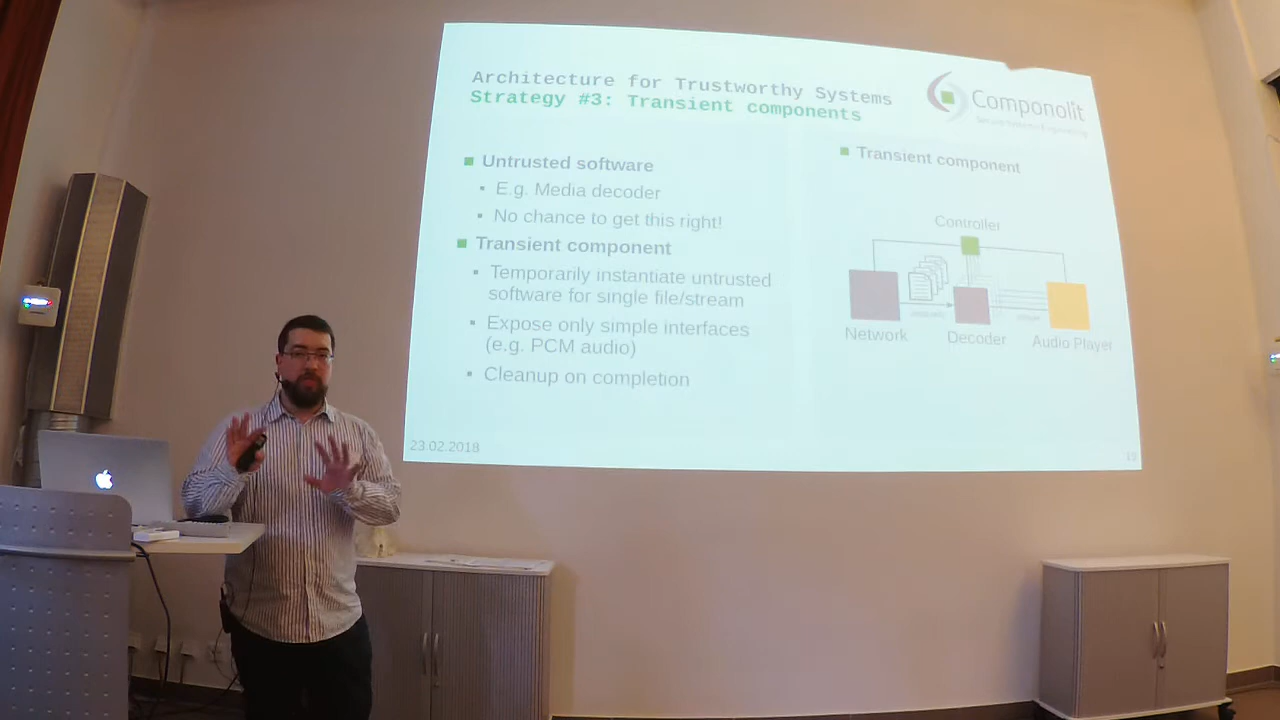 Architecture for Trustworthy Systems
Strategy #3: Transient components
Componolit
Untrusted software
E.g. Media decoder
No chance to get this right!
Transient component
Temporarily instantiate untrusted
software for single file/stream
Expose only simple interfaces
(e.g. PCM audio)
Cleanup on completion
Transient component
Controller
Network
Decoder
Audio Player
23.02.2018
19